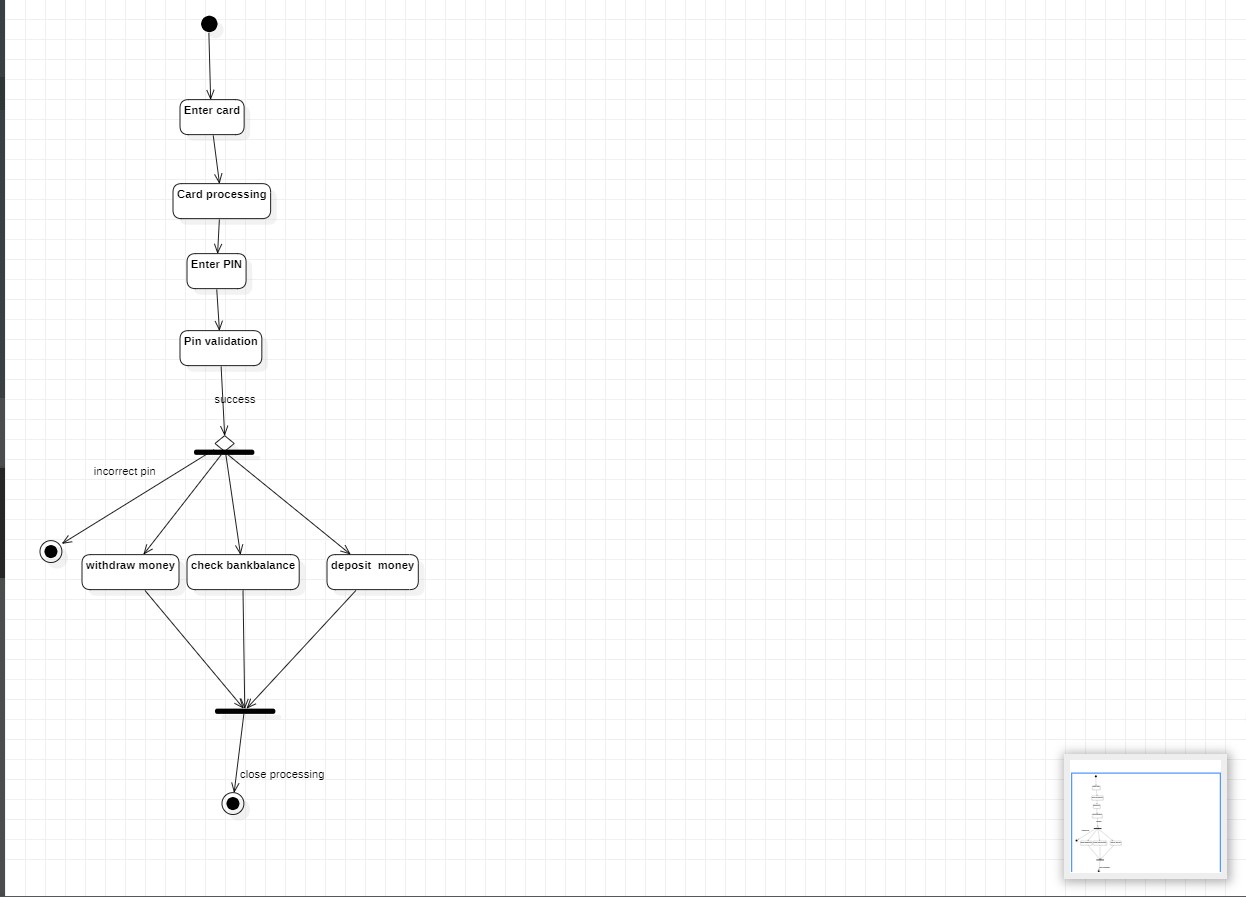 Enter card
Card processing
Enter PIN
Pin validation
success
incorrect pin
withdraw money
check bankbalance
deposit  money
close processing